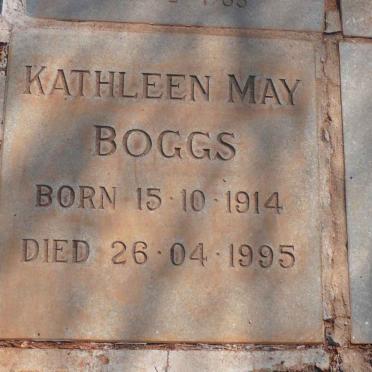 KATHLEEN MAY
BOGGS
BORN 15·10·1914
DIED 26·04·1995